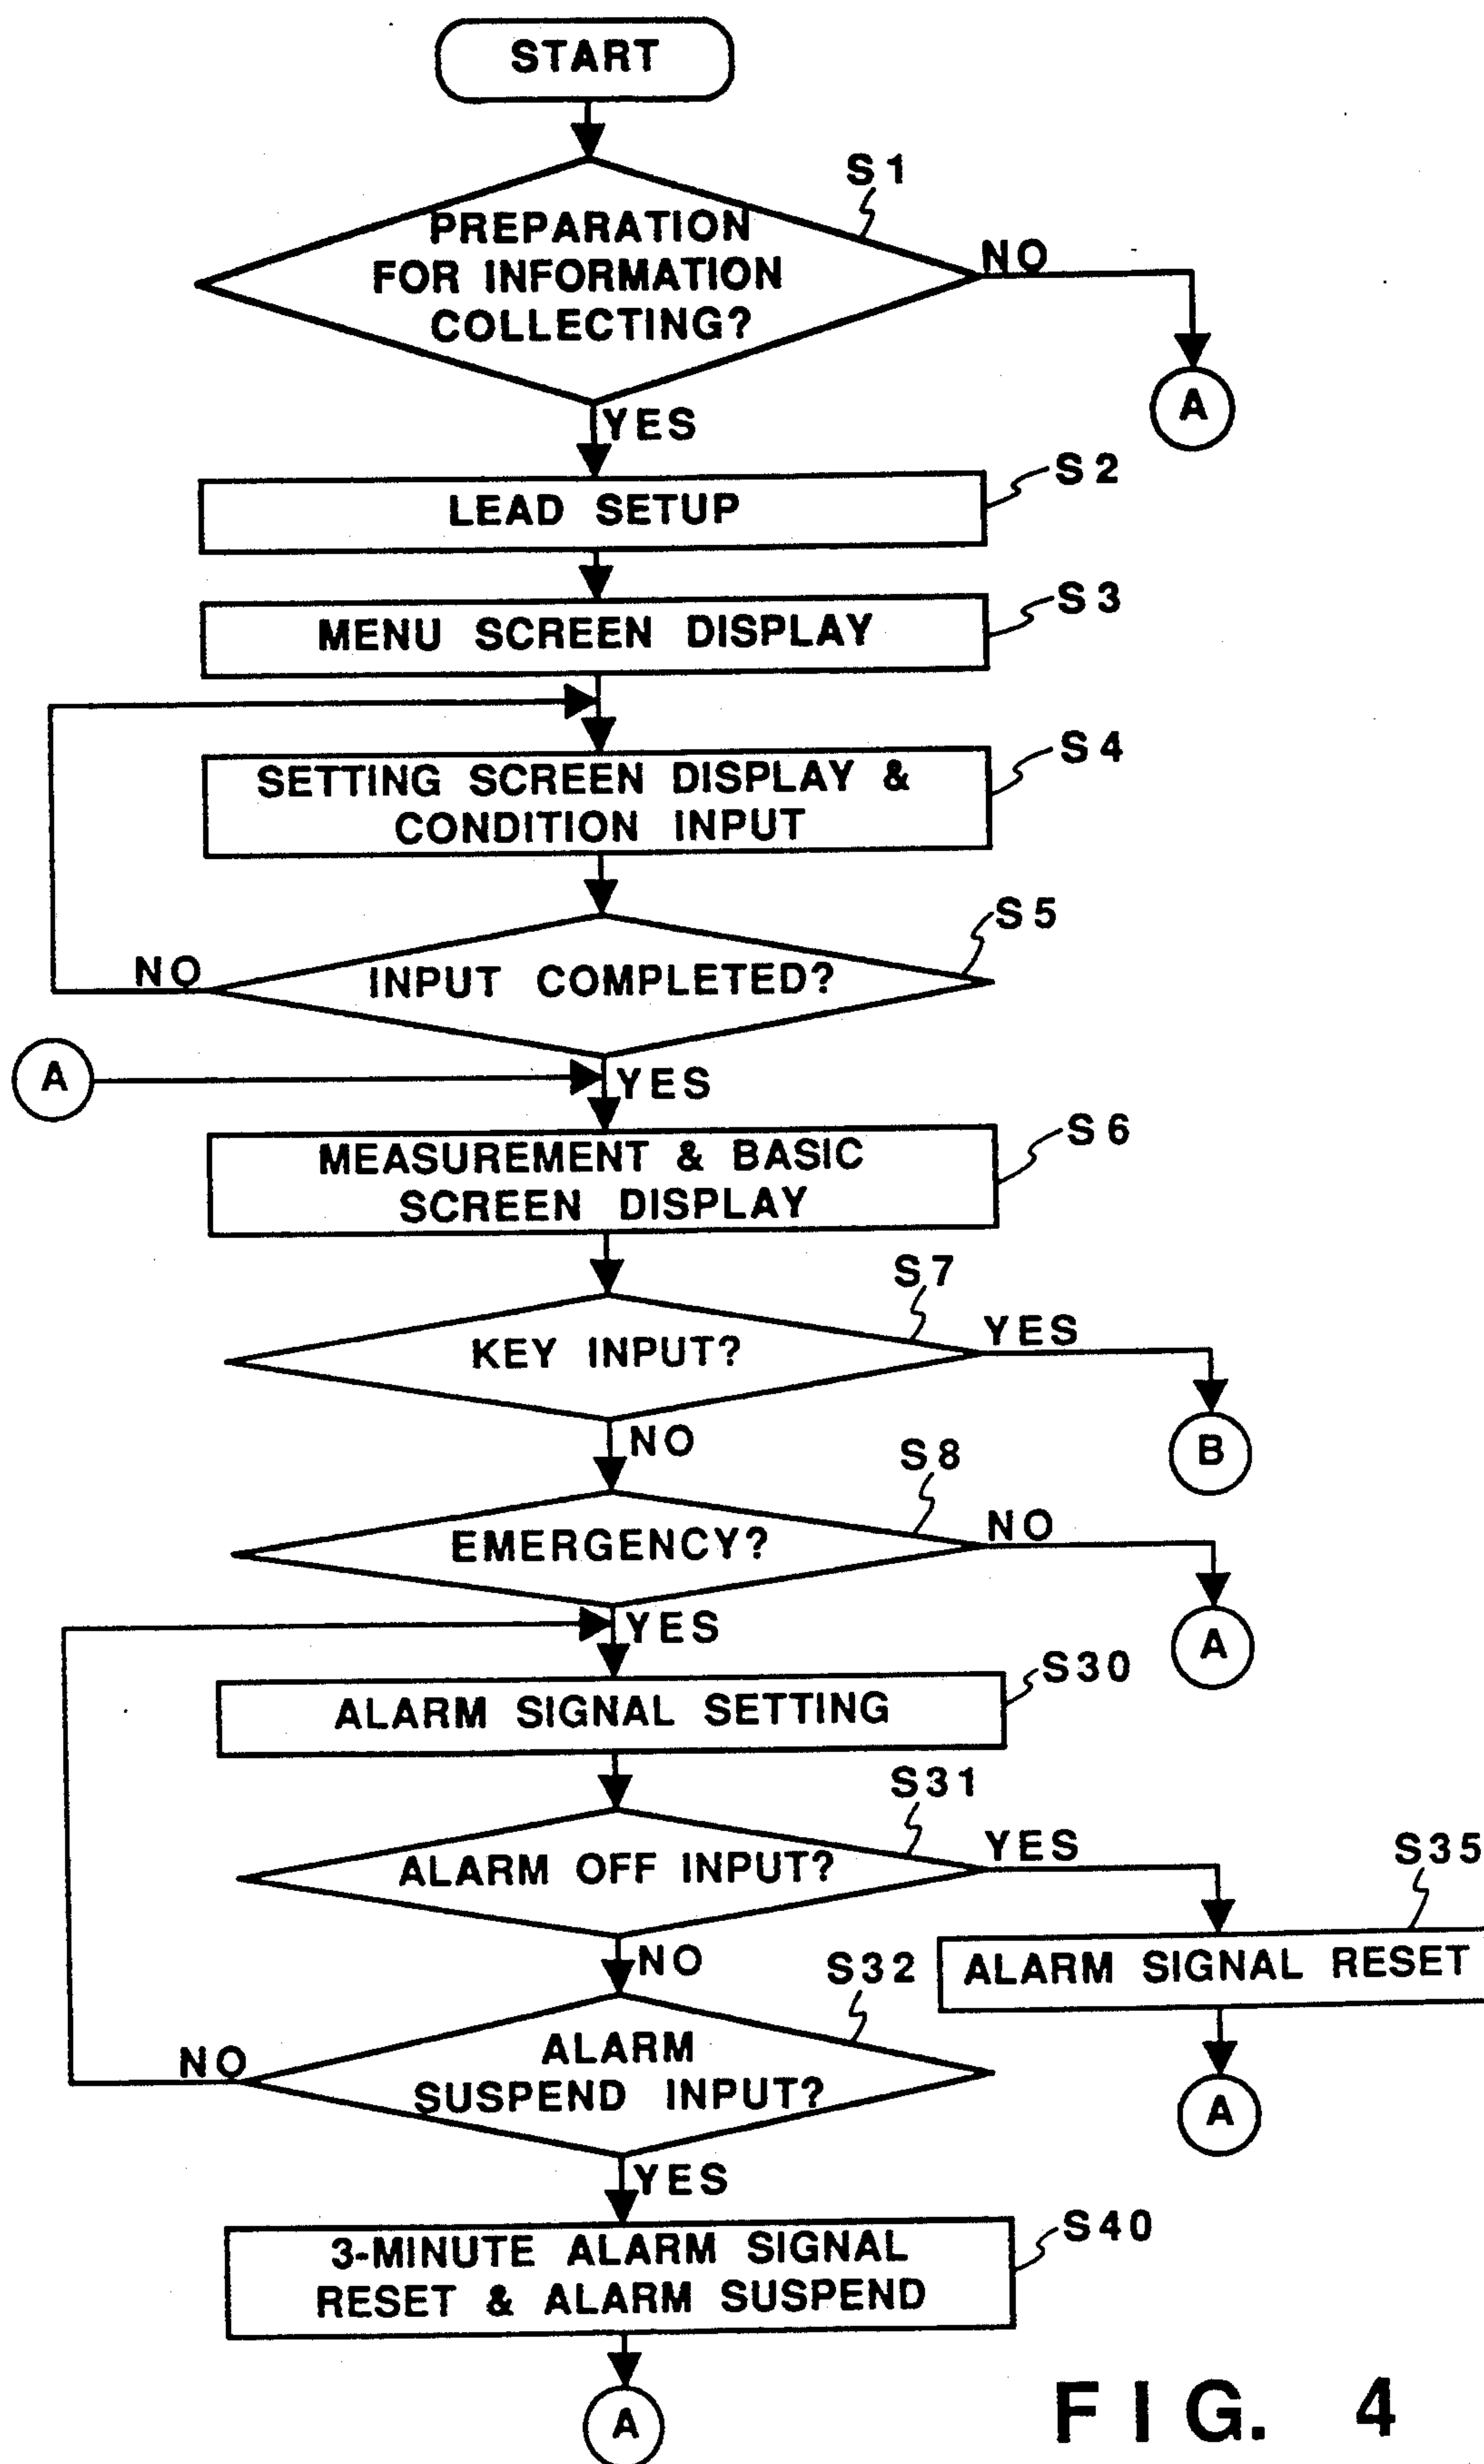 START
S1
PREPARATION
FOR INFORMATION
COLLECTING?
NO
A
YES
S2
LEAD SETUP
S3
MENU SCREEN DISPLAY
S4
SETTING SCREEN DISPLAY &
CONDITION INPUT
S5
NO
INPUT COMPLETED?
A
YES
S6
MEASUREMENT & BASIC
SCREEN DISPLAY
S7
KEY INPUT?
YES
B
NO
S8
EMERGENCY?
NO
A
YES
S30
ALARM SIGNAL SETTING
S31
ALARM OFF INPUT?
YES
S35
ALARM SIGNAL RESET
A
NO
S32
NO
ALARM
SUSPEND INPUT?
YES
S40
3-MINUTE ALARM SIGNAL
RESET & ALARM SUSPEND
A
FIG. 4